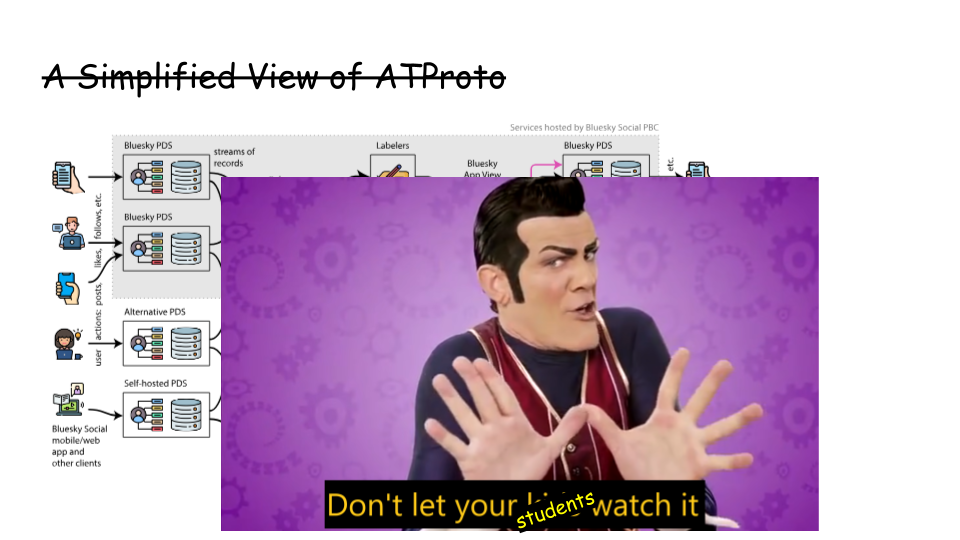 A Simplified View of ATProto
Services hosted by Bluesky Social PBC
Bluesky PDS
streams of
records
Labelers
Bluesky
App View
Bluesky PDS
etc.
Bluesky PDS
user actions: posts, likes, follows, etc.
Alternative PDS
Self-hosted PDS
Bluesky Social
mobile/web
app and
other clients
Don't let your students watch it